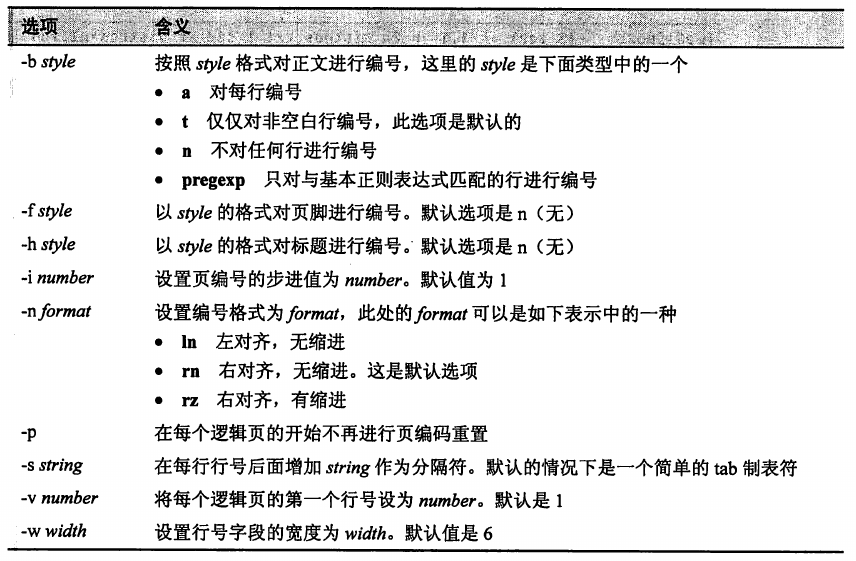 选项 含义
-b style 按照 style 格式对正文进行编号，这里的 style 是下面类型中的一个
• a 对每行编号
• t 仅仅对非空白行编号，此选项是默认的
• n 不对任何行进行编号
• pregexp 只对与基本正则表达式匹配的行进行编号
-f style 以 style 的格式对页脚进行编号。默认选项是 n（无）
-h style 以 style 的格式对标题进行编号。默认选项是 n（无）
-i number 设置页编号的步进值为 number。默认值为 1
-n format 设置编号格式为 format，此处的 format 可以是如下表示中的一种
• ln 左对齐，无缩进
• rn 右对齐，无缩进。这是默认选项
• rz 右对齐，有缩进
-p 在每个逻辑页的开始不再进行页编码重置
-s string 在每行行号后面增加 string 作为分隔符。默认的情况下是一个简单的 tab 制表符
-v number 将每个逻辑页的第一个行号设为 number。默认是 1
-w width 设置行号字段的宽度为 width。默认值是 6